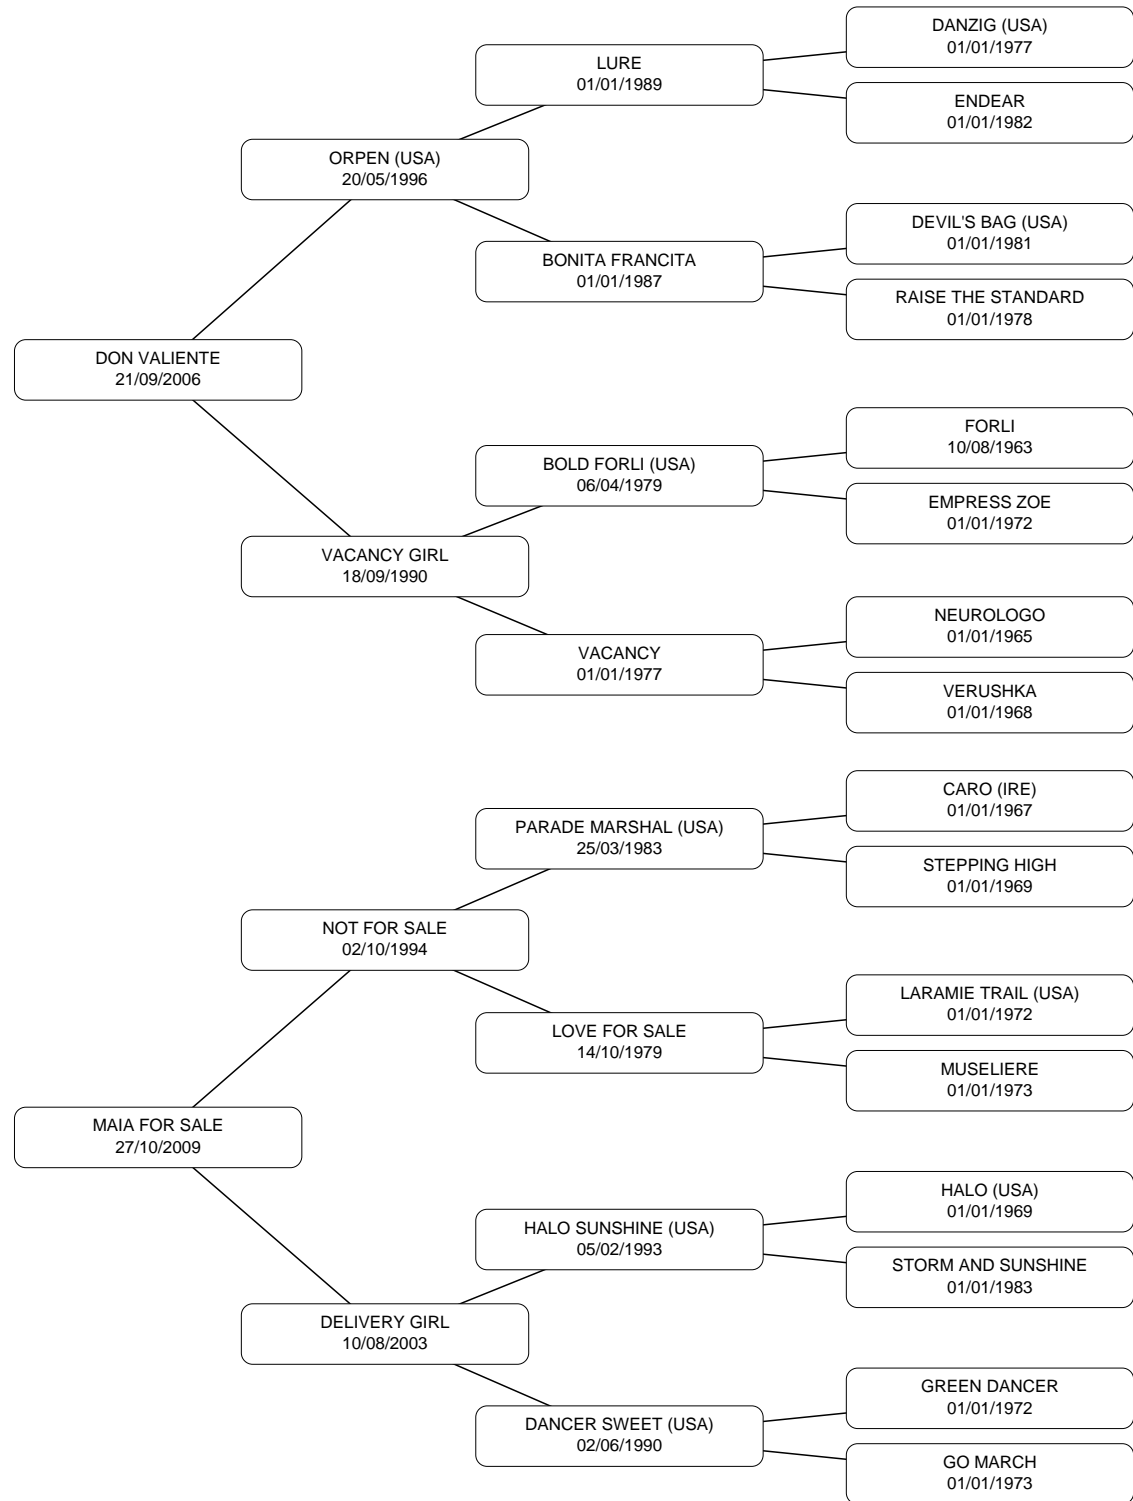 DANZIG (USA)
01/01/1977
LURE
01/01/1989
ENDEAR
01/01/1982
ORPEN (USA)
20/05/1996
DEVIL'S BAG (USA)
01/01/1981
BONITA FRANCITA
01/01/1987
RAISE THE STANDARD
01/01/1978
DON VALIENTE
21/09/2006
FORLI
10/08/1963
BOLD FORLI (USA)
06/04/1979
EMPRESS ZOE
01/01/1972
VACANCY GIRL
18/09/1990
NEUROLOGO
01/01/1965
VACANCY
01/01/1977
VERUSHKA
01/01/1968
CARO (IRE)
01/01/1967
PARADE MARSHAL (USA)
25/03/1983
STEPPING HIGH
01/01/1969
NOT FOR SALE
02/10/1994
LARAMIE TRAIL (USA)
01/01/1972
LOVE FOR SALE
14/10/1979
MUSELIERE
01/01/1973
MAIA FOR SALE
27/10/2009
HALO (USA)
01/01/1969
HALO SUNSHINE (USA)
05/02/1993
STORM AND SUNSHINE
01/01/1983
DELIVERY GIRL
10/08/2003
GREEN DANCER
01/01/1972
DANCER SWEET (USA)
02/06/1990
GO MARCH
01/01/1973